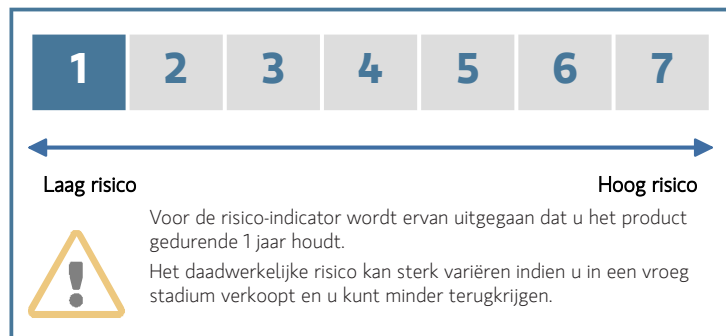 1 2 3 4 5 6 7
Laag risico Hoog risico
Voor de risico-indicator wordt ervan uitgegaan dat u het product
gedurende 1 jaar houdt.
Het daadwerkelijke risico kan sterk variëren indien u in een vroeg
stadium verkoopt en u kunt minder terugkrijgen.